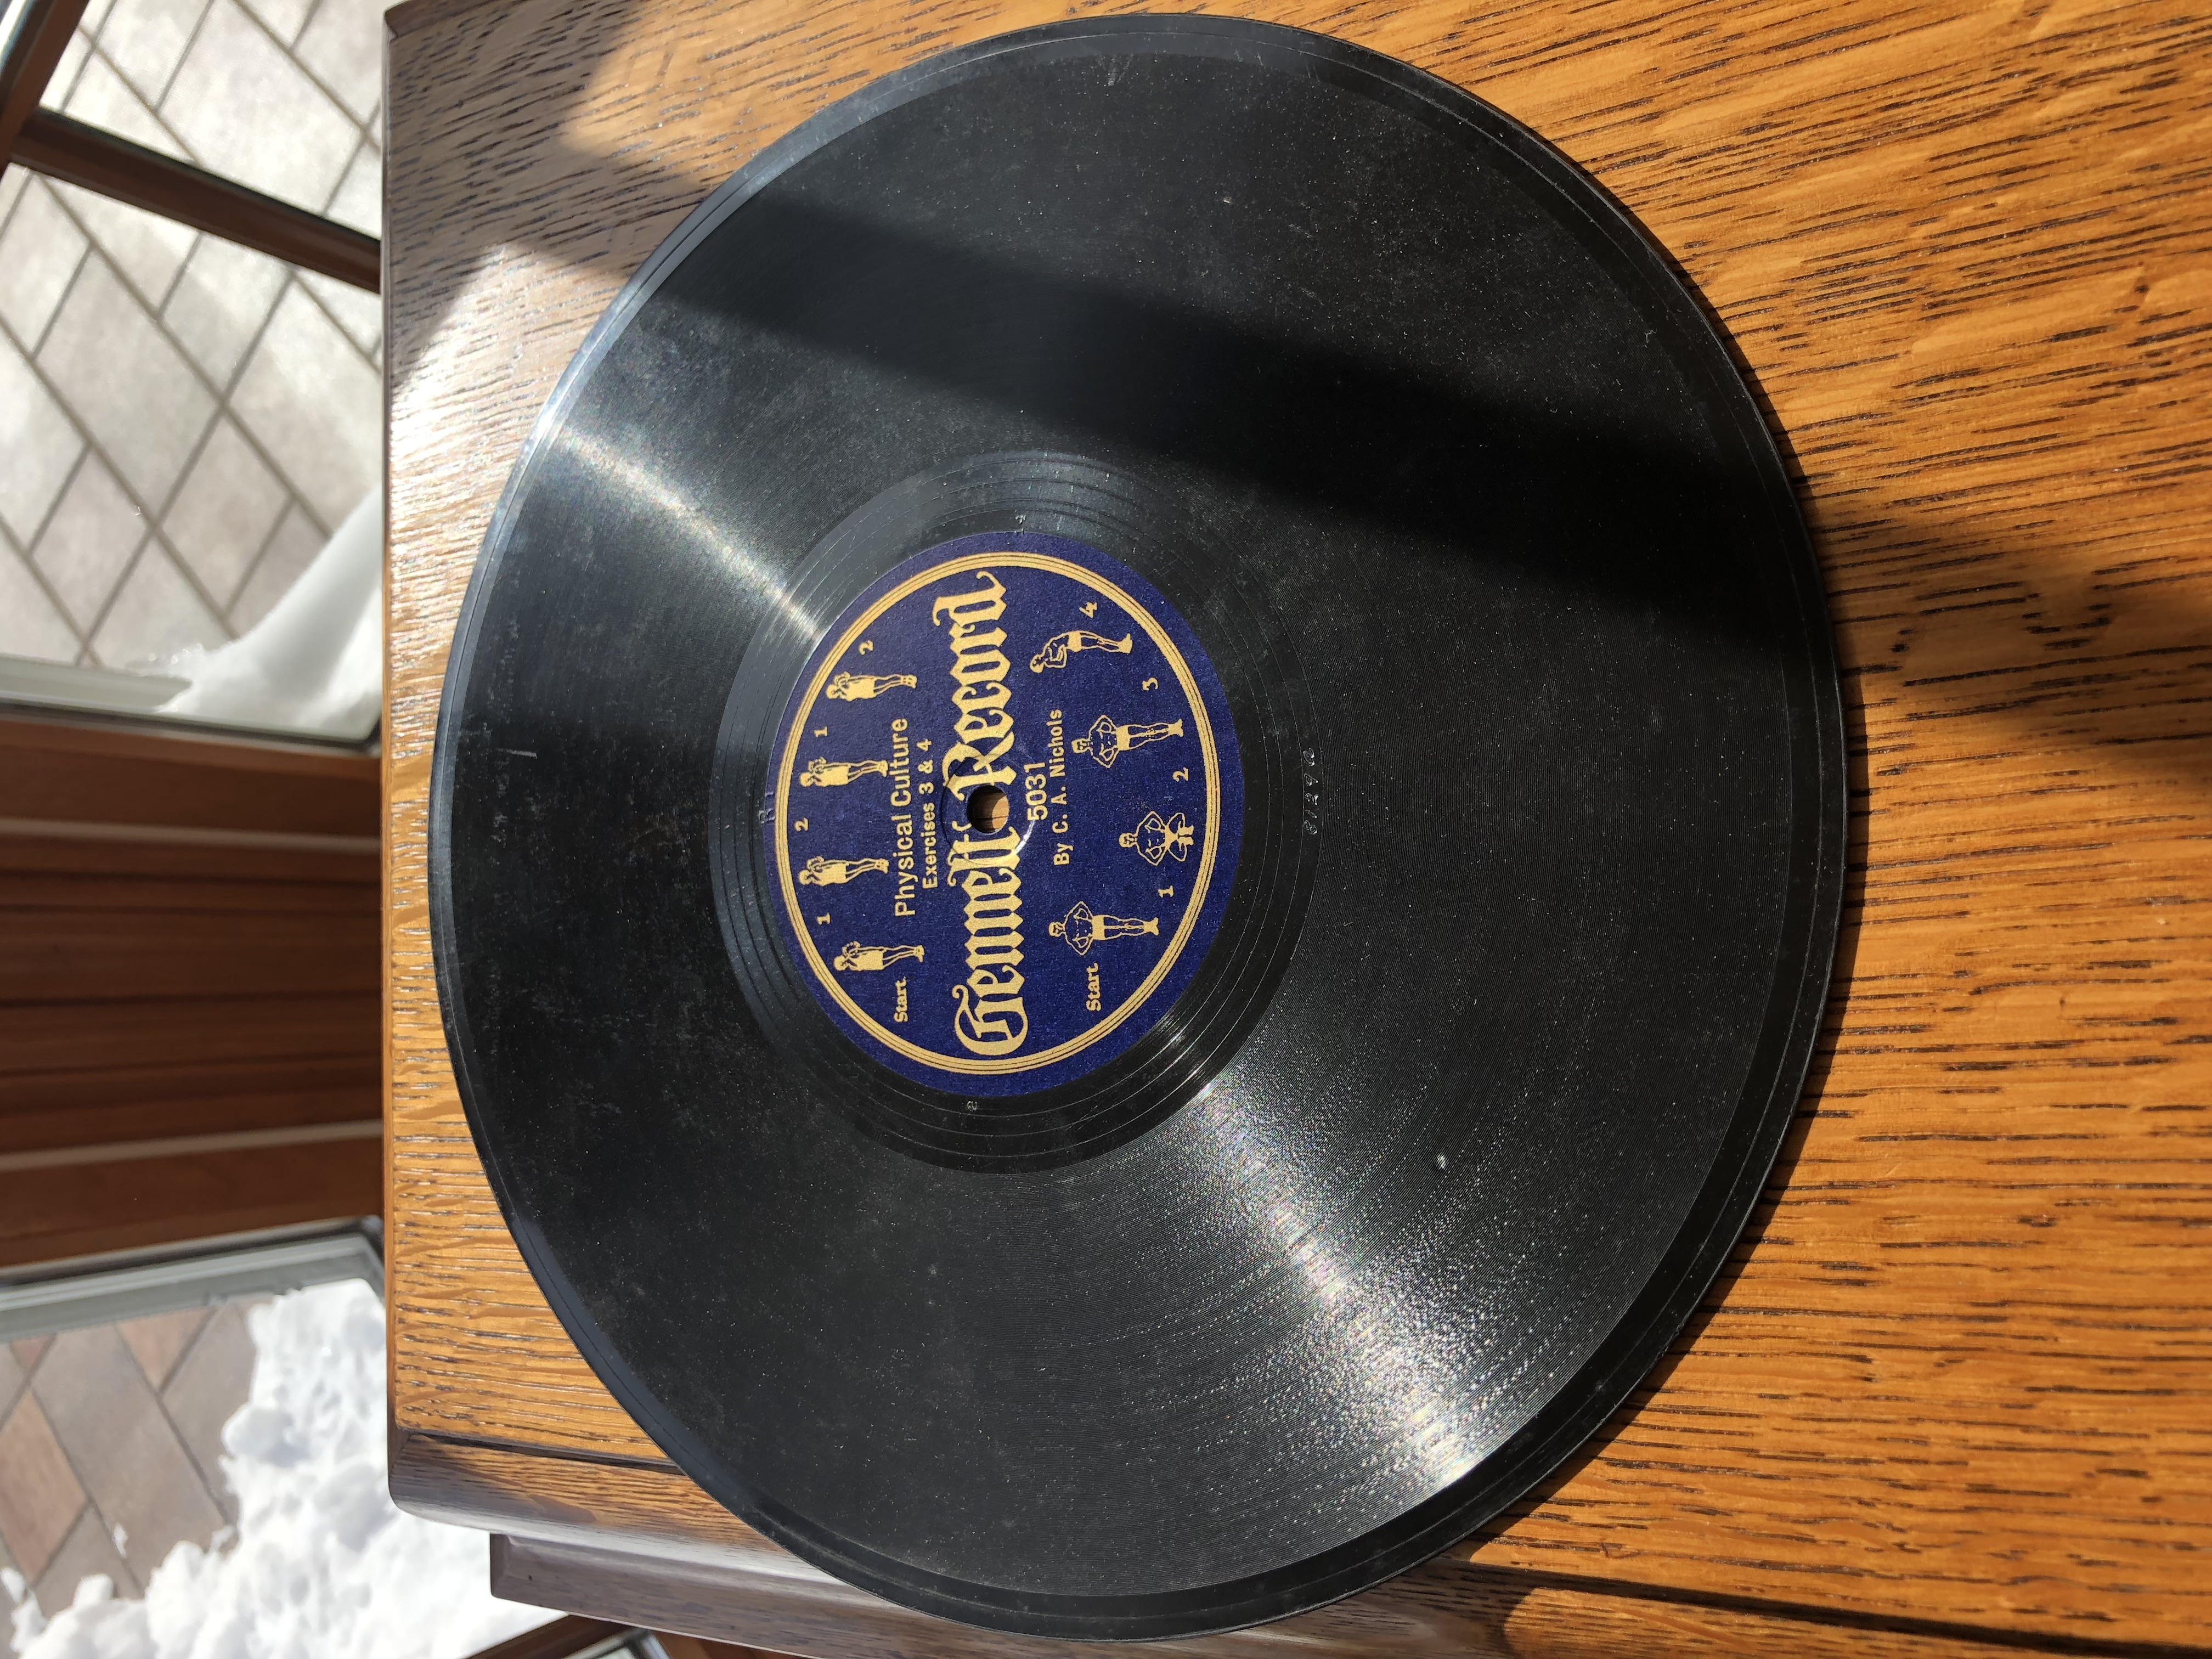 1 2 1 2
Start
Physical Culture
Exercises 3 & 4
Gennett Record
5031
By C. A. Nichols
Start
1 2 3 4